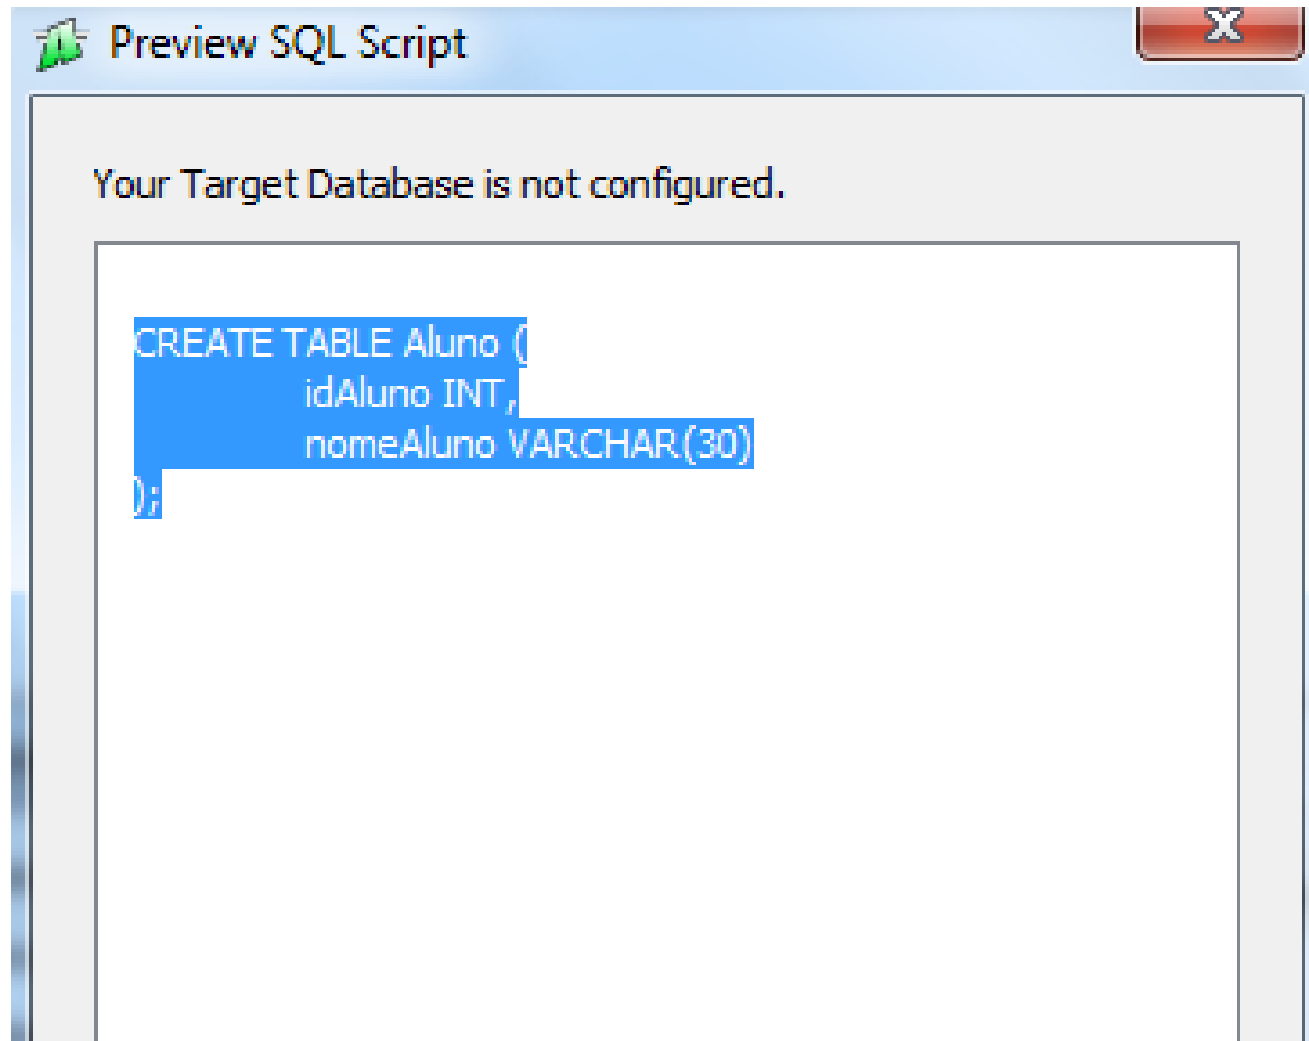 Preview SQL Script
Your Target Database is not configured.
CREATE TABLE Aluno (
idAluno INT,
nomeAluno VARCHAR(30)
);